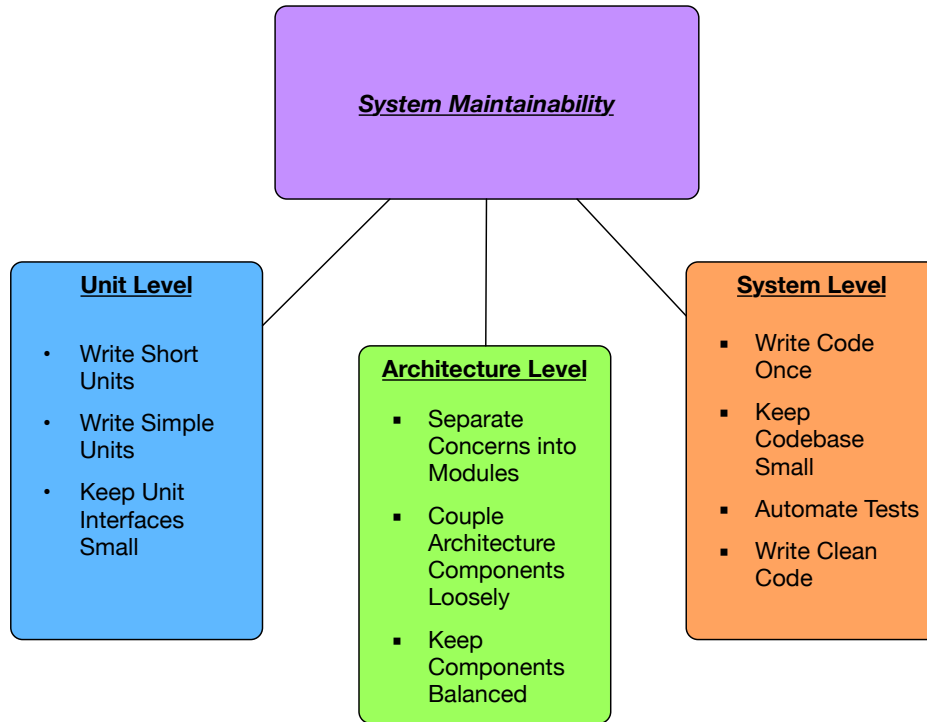 System Maintainability
Unit Level
• Write Short
Units
• Write Simple
Units
• Keep Unit
Interfaces
Small
Architecture Level
▪ Separate
Concerns into
Modules
▪ Couple
Architecture
Components
Loosely
▪ Keep
Components
Balanced
System Level
▪ Write Code
Once
▪ Keep
Codebase
Small
▪ Automate Tests
▪ Write Clean
Code